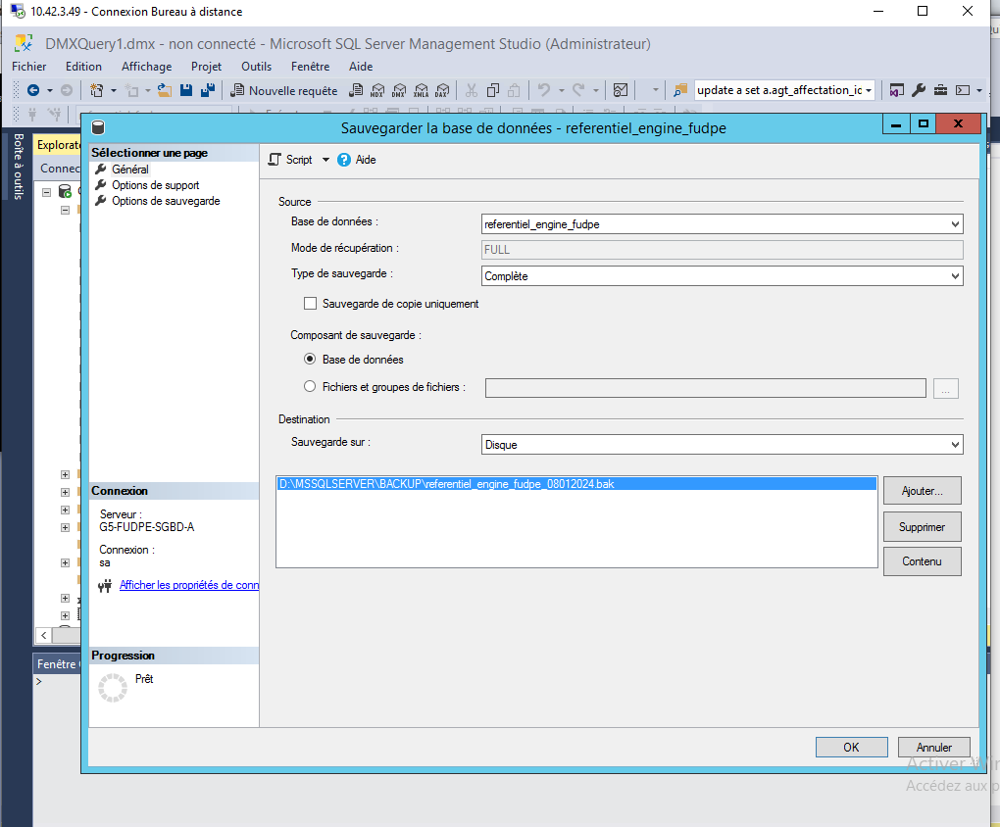 10.42.3.49 - Connexion Bureau à distance
DMXQuery1.dmx - non connecté - Microsoft SQL Server Management Studio (Administrateur)
Fichier Edition Affichage Projet Outils Fenêtre Aide
Nouvelle requête MDX DMX XMLA DAX update a set a.agt_affectation_ic
Sauvegarder la base de données - referentiel_engine_fudpe
Boîte à outils
Explorate
Connec
Sélectionner une page
Général
Options de support
Options de sauvegarde
Script Aide
Source
Base de données : referentiel_engine_fudpe
Mode de récupération : FULL
Type de sauvegarde : Complète
Sauvegarde de copie uniquement
Composant de sauvegarde :
Base de données
Fichiers et groupes de fichiers : ...
Destination
Sauvegarde sur : Disque
D:\MSSQLSERVER\BACKUP\referentiel_engine_fudpe_08012024.bak
Ajouter...
Supprimer
Contenu
Connexion
Serveur :
G5-FUDPE-SGBD-A
Connexion :
sa
Afficher les propriétés de conn
Progression
Prêt
Fenêtre
>
OK Annuler
Activer Win
Accédez aux p